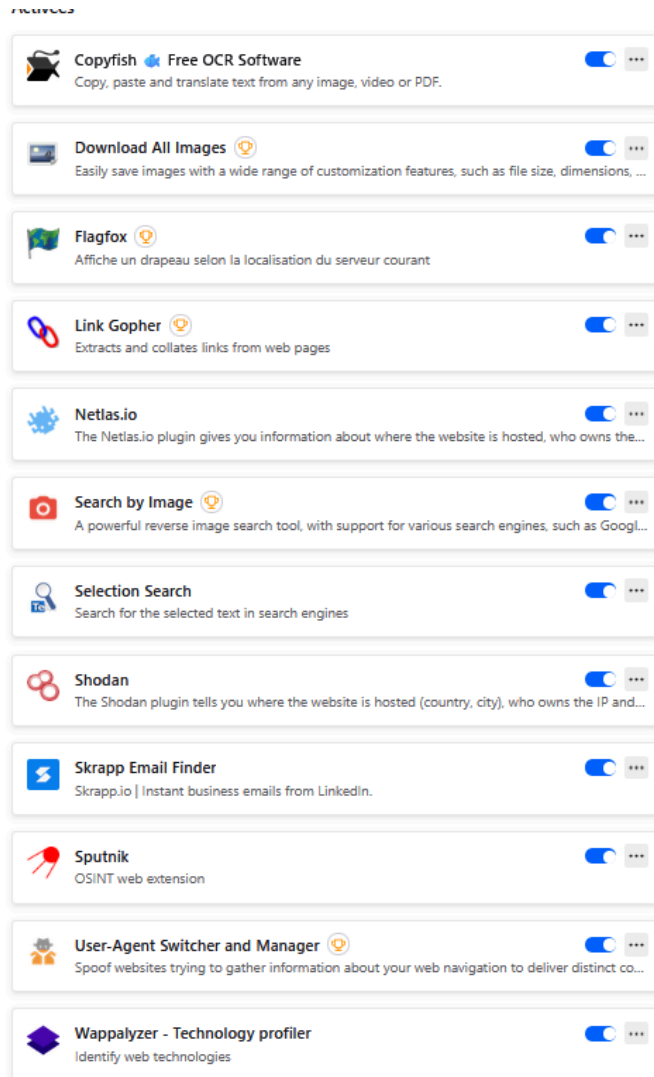 Activées
Copyfish Free OCR Software
Copy, paste and translate text from any image, video or PDF.
Download All Images
Easily save images with a wide range of customization features, such as file size, dimensions, ...
Flagfox
Affiche un drapeau selon la localisation du serveur courant
Link Gopher
Extracts and collates links from web pages
Netlas.io
The Netlas.io plugin gives you information about where the website is hosted, who owns the...
Search by Image
A powerful reverse image search tool, with support for various search engines, such as Googl...
Selection Search
Te
Search for the selected text in search engines
Shodan
The Shodan plugin tells you where the website is hosted (country, city), who owns the IP and...
Skrapp Email Finder
Skrapp.io | Instant business emails from LinkedIn.
Sputnik
OSINT web extension
User-Agent Switcher and Manager
Spoof websites trying to gather information about your web navigation to deliver distinct co...
Wappalyzer - Technology profiler
Identify web technologies